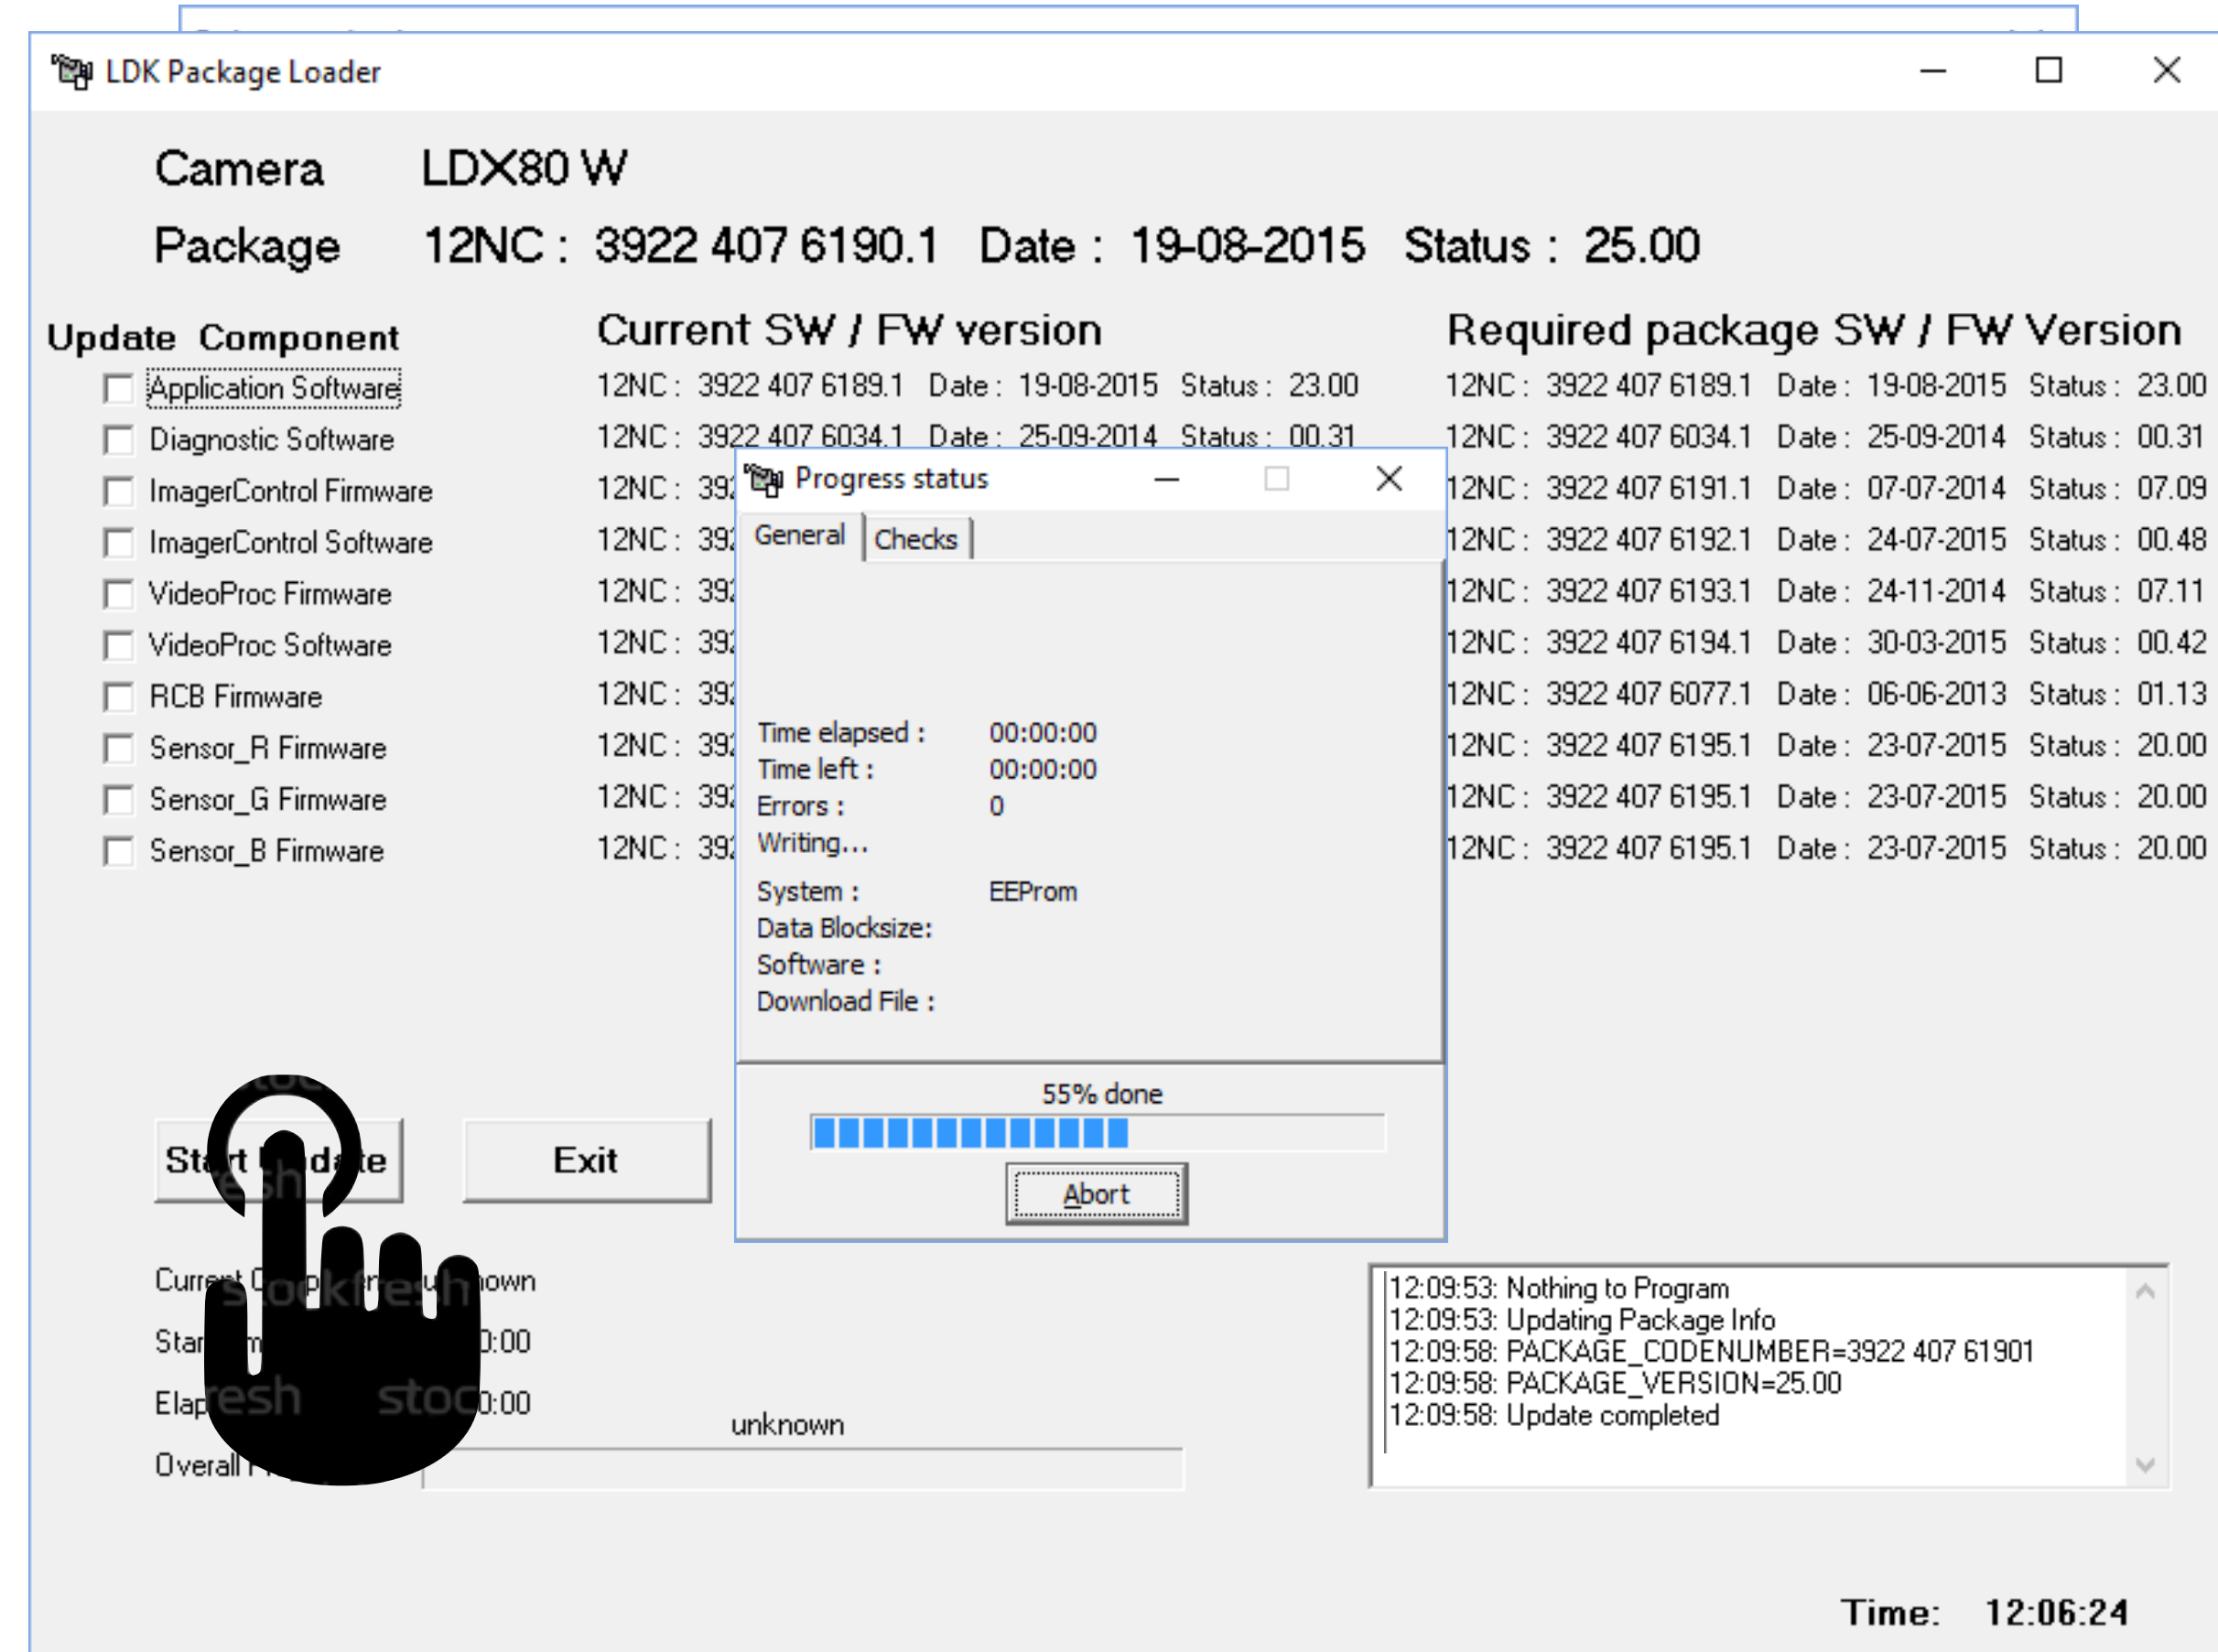 LDK Package Loader
Camera LDX80 W
Package 12NC : 3922 407 6190.1 Date : 19-08-2015 Status : 25.00
Update Component Current SW / FW version Required package SW / FW Version
Application Software 12NC : 3922 407 6189.1 Date : 19-08-2015 Status : 23.00 12NC : 3922 407 6189.1 Date : 19-08-2015 Status : 23.00
Diagnostic Software 12NC : 3922 407 6034.1 Date : 25-09-2014 Status : 00.31 12NC : 3922 407 6034.1 Date : 25-09-2014 Status : 00.31
ImagerControl Firmware 12NC : 12NC : 3922 407 6191.1 Date : 07-07-2014 Status : 07.09
ImagerControl Software 12NC : 12NC : 3922 407 6192.1 Date : 24-07-2015 Status : 00.48
VideoProc Firmware 12NC : 12NC : 3922 407 6193.1 Date : 24-11-2014 Status : 07.11
VideoProc Software 12NC : 12NC : 3922 407 6194.1 Date : 30-03-2015 Status : 00.42
RCB Firmware 12NC : 12NC : 3922 407 6077.1 Date : 06-06-2013 Status : 01.13
Sensor_R Firmware 12NC : 12NC : 3922 407 6195.1 Date : 23-07-2015 Status : 20.00
Sensor_G Firmware 12NC : 12NC : 3922 407 6195.1 Date : 23-07-2015 Status : 20.00
Sensor_B Firmware 12NC : 12NC : 3922 407 6195.1 Date : 23-07-2015 Status : 20.00
Progress status
General Checks
Time elapsed : 00:00:00
Time left : 00:00:00
Errors : 0
Writing...
System : EEProm
Data Blocksize:
Software :
Download File :
55% done
Abort
Exit
unknown
Overall
12:09:53: Nothing to Program
12:09:53: Updating Package Info
12:09:58: PACKAGE_CODENUMBER=3922 407 61901
12:09:58: PACKAGE_VERSION=25.00
12:09:58: Update completed
Time: 12:06:24